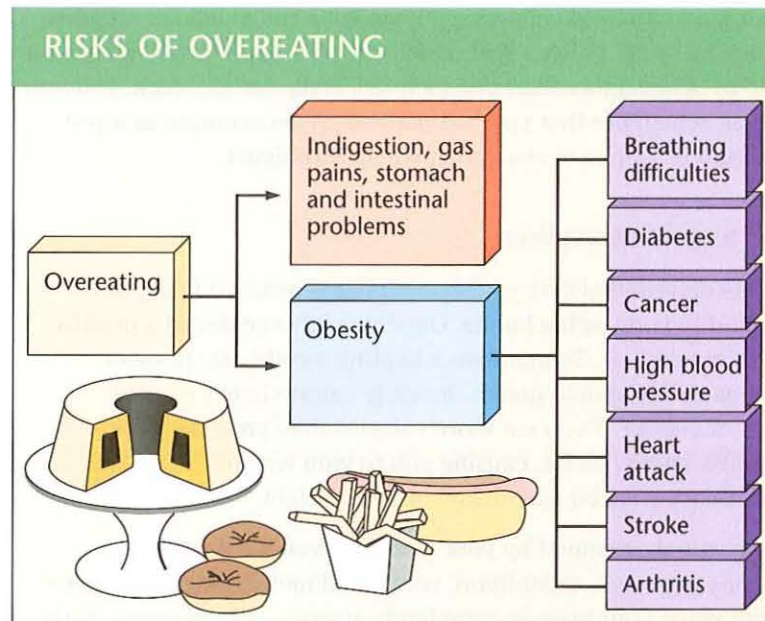 RISKS OF OVEREATING
Overeating
Indigestion, gas
pains, stomach
and intestinal
problems
Obesity
Breathing
difficulties
Diabetes
Cancer
High blood
pressure
Heart
attack
Stroke
Arthritis